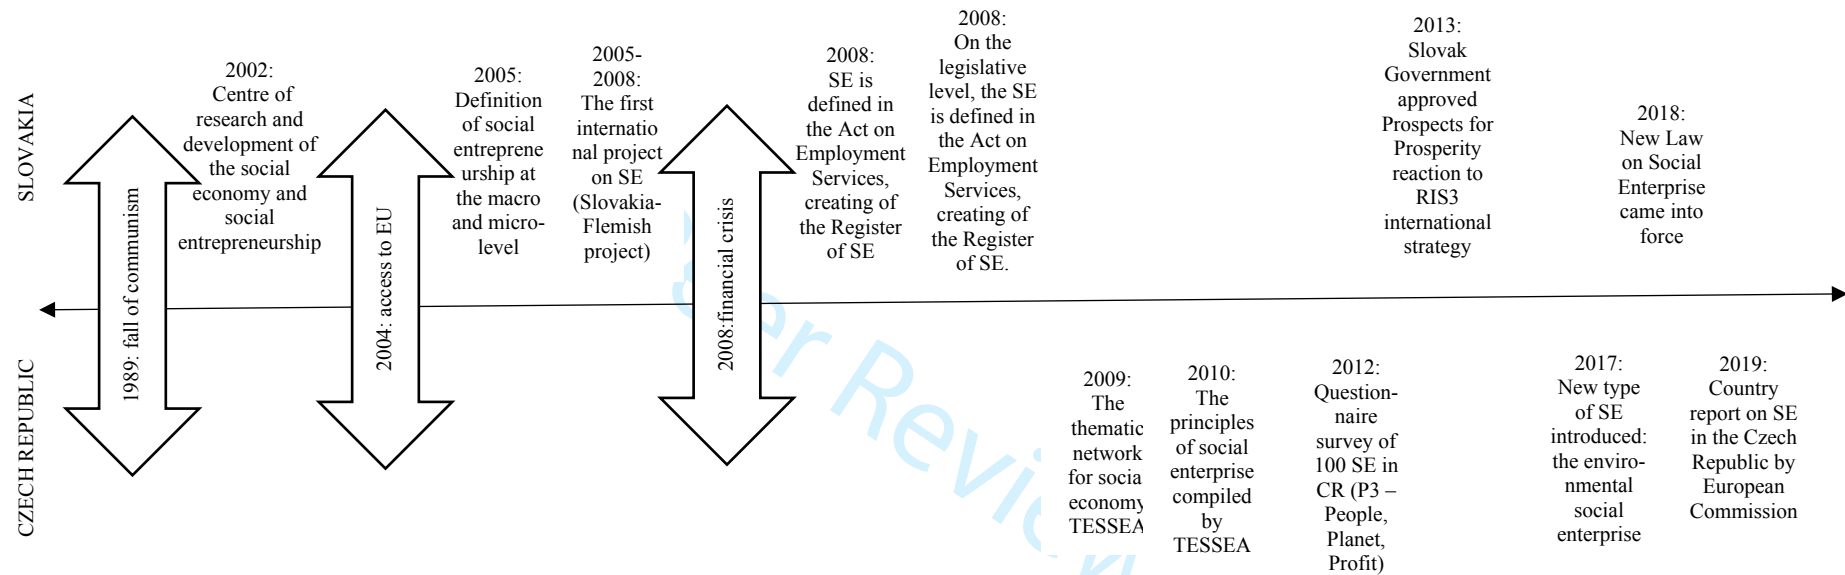 SLOVAKIA
1989: fall of communism
2002:
Centre of
research and
development of
the social
economy and
social
entrepreneurship
2004: access to EU
2005:
Definition
of social
entreprene
urship at
the macro
and micro-
level
2005-
2008:
The first
internatio
nal project
on SE
(Slovakia-
Flemish
project)
2008:financial crisis
2008:
SE is
defined in
the Act on
Employment
Services,
creating of
the Register
of SE
2008:
On the
legislative
level, the SE
is defined in
the Act on
Employment
Services,
creating of
the Register
of SE.
2013:
Slovak
Government
approved
Prospects for
Prosperity
reaction to
RIS3
international
strategy
2018:
New Law
on Social
Enterprise
came into
force
CZECH REPUBLIC
2009:
The
thematic
network
for social
economy
TESSEA
2010:
The
principles
of social
enterprise
compiled
by
TESSEA
2012:
Question-
naire
survey of
100 SE in
CR (P3 –
People,
Planet,
Profit)
2017:
New type
of SE
introduced:
the enviro-
nmental
social
enterprise
2019:
Country
report on SE
in the Czech
Republic by
European
Commission